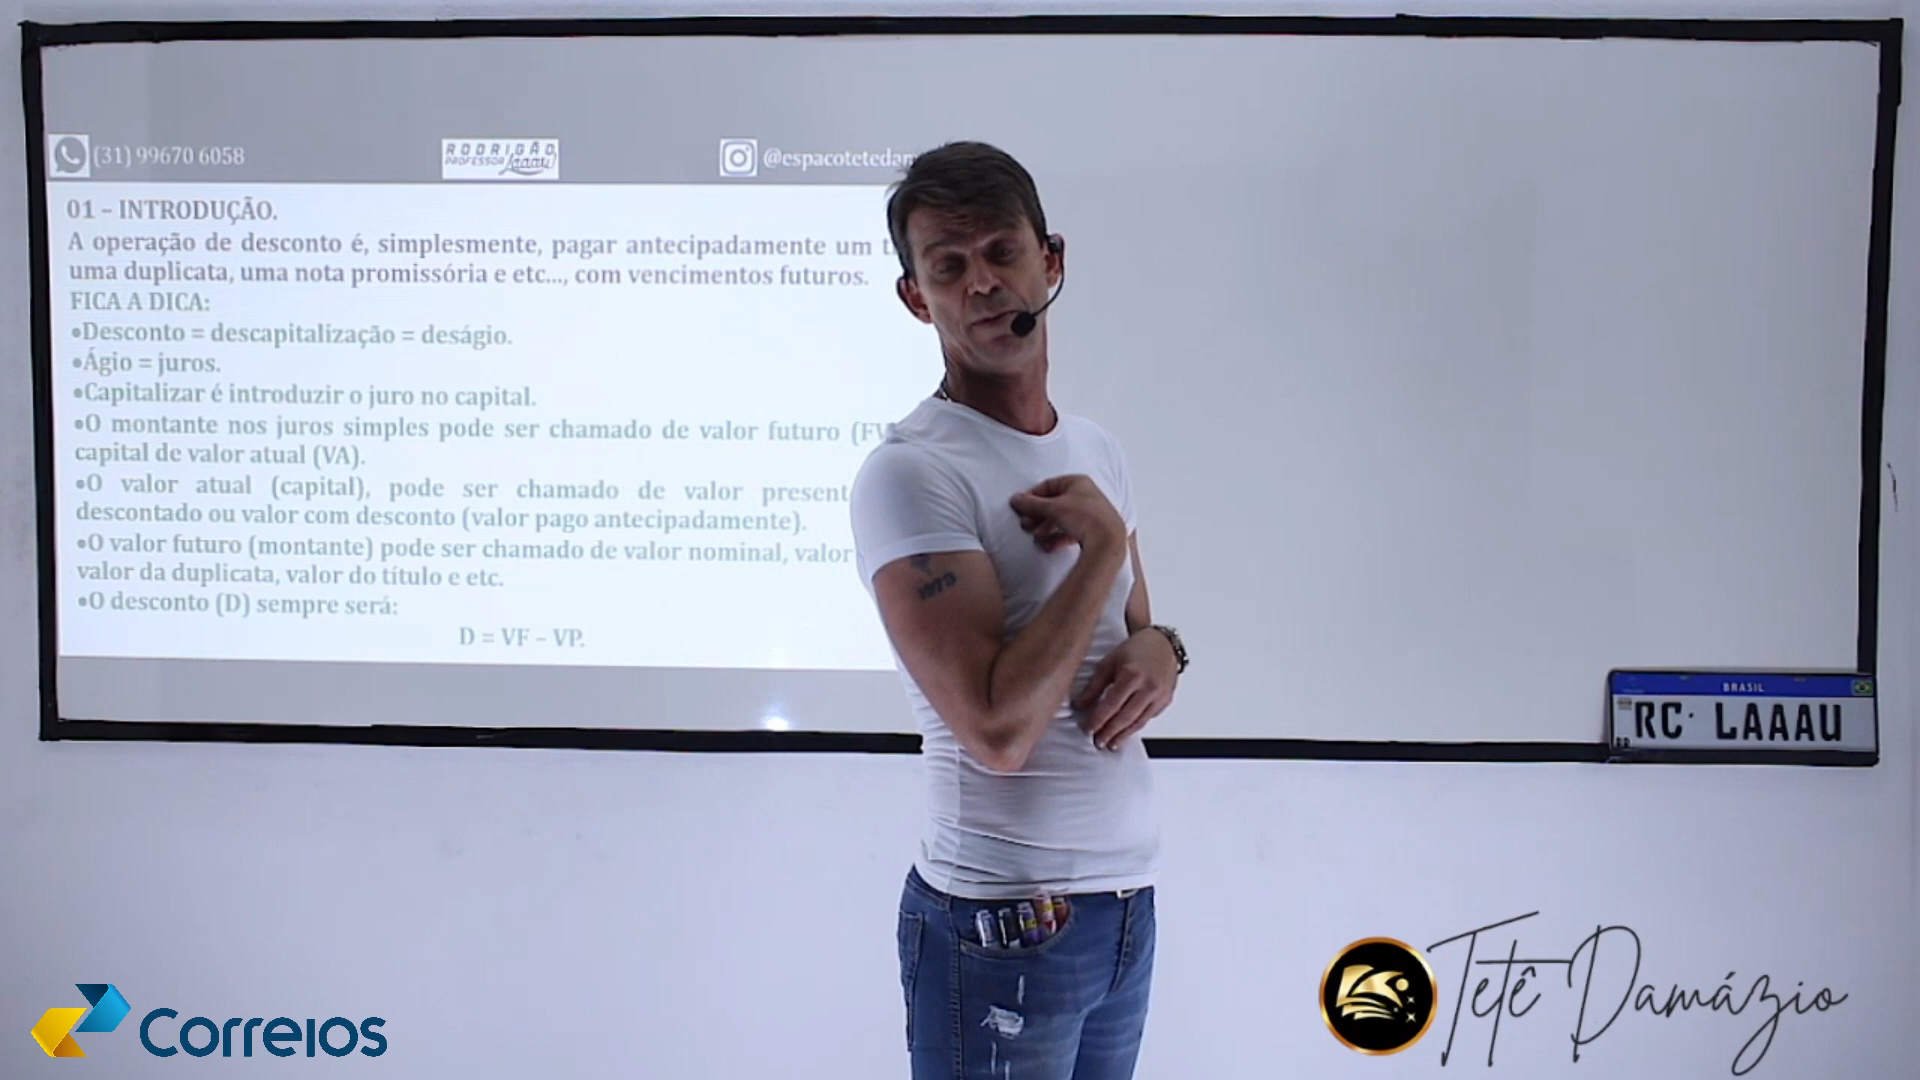 (31) 99670 6058
RODRIGÃO
PROFESSOR Laaau!
01 – INTRODUÇÃO.
A operação de desconto é, simplesmente, pagar antecipadamente um
uma duplicata, uma nota promissória e etc..., com vencimentos futuros.
FICA A DICA:
•Desconto = descapitalização = deságio.
•Ágio = juros.
•Capitalizar é introduzir o juro no capital.
•O montante nos juros simples pode ser chamado de valor futuro
capital de valor atual (VA).
•O valor atual (capital), pode ser chamado de valor
descontado ou valor com desconto (valor pago antecipadamente).
•O valor futuro (montante) pode ser chamado de valor nominal, valor
valor da duplicata, valor do título e etc.
•O desconto (D) sempre será:
D = VF – VP.
BRASIL
RC LAAAU
Correios
Tetê Damázio